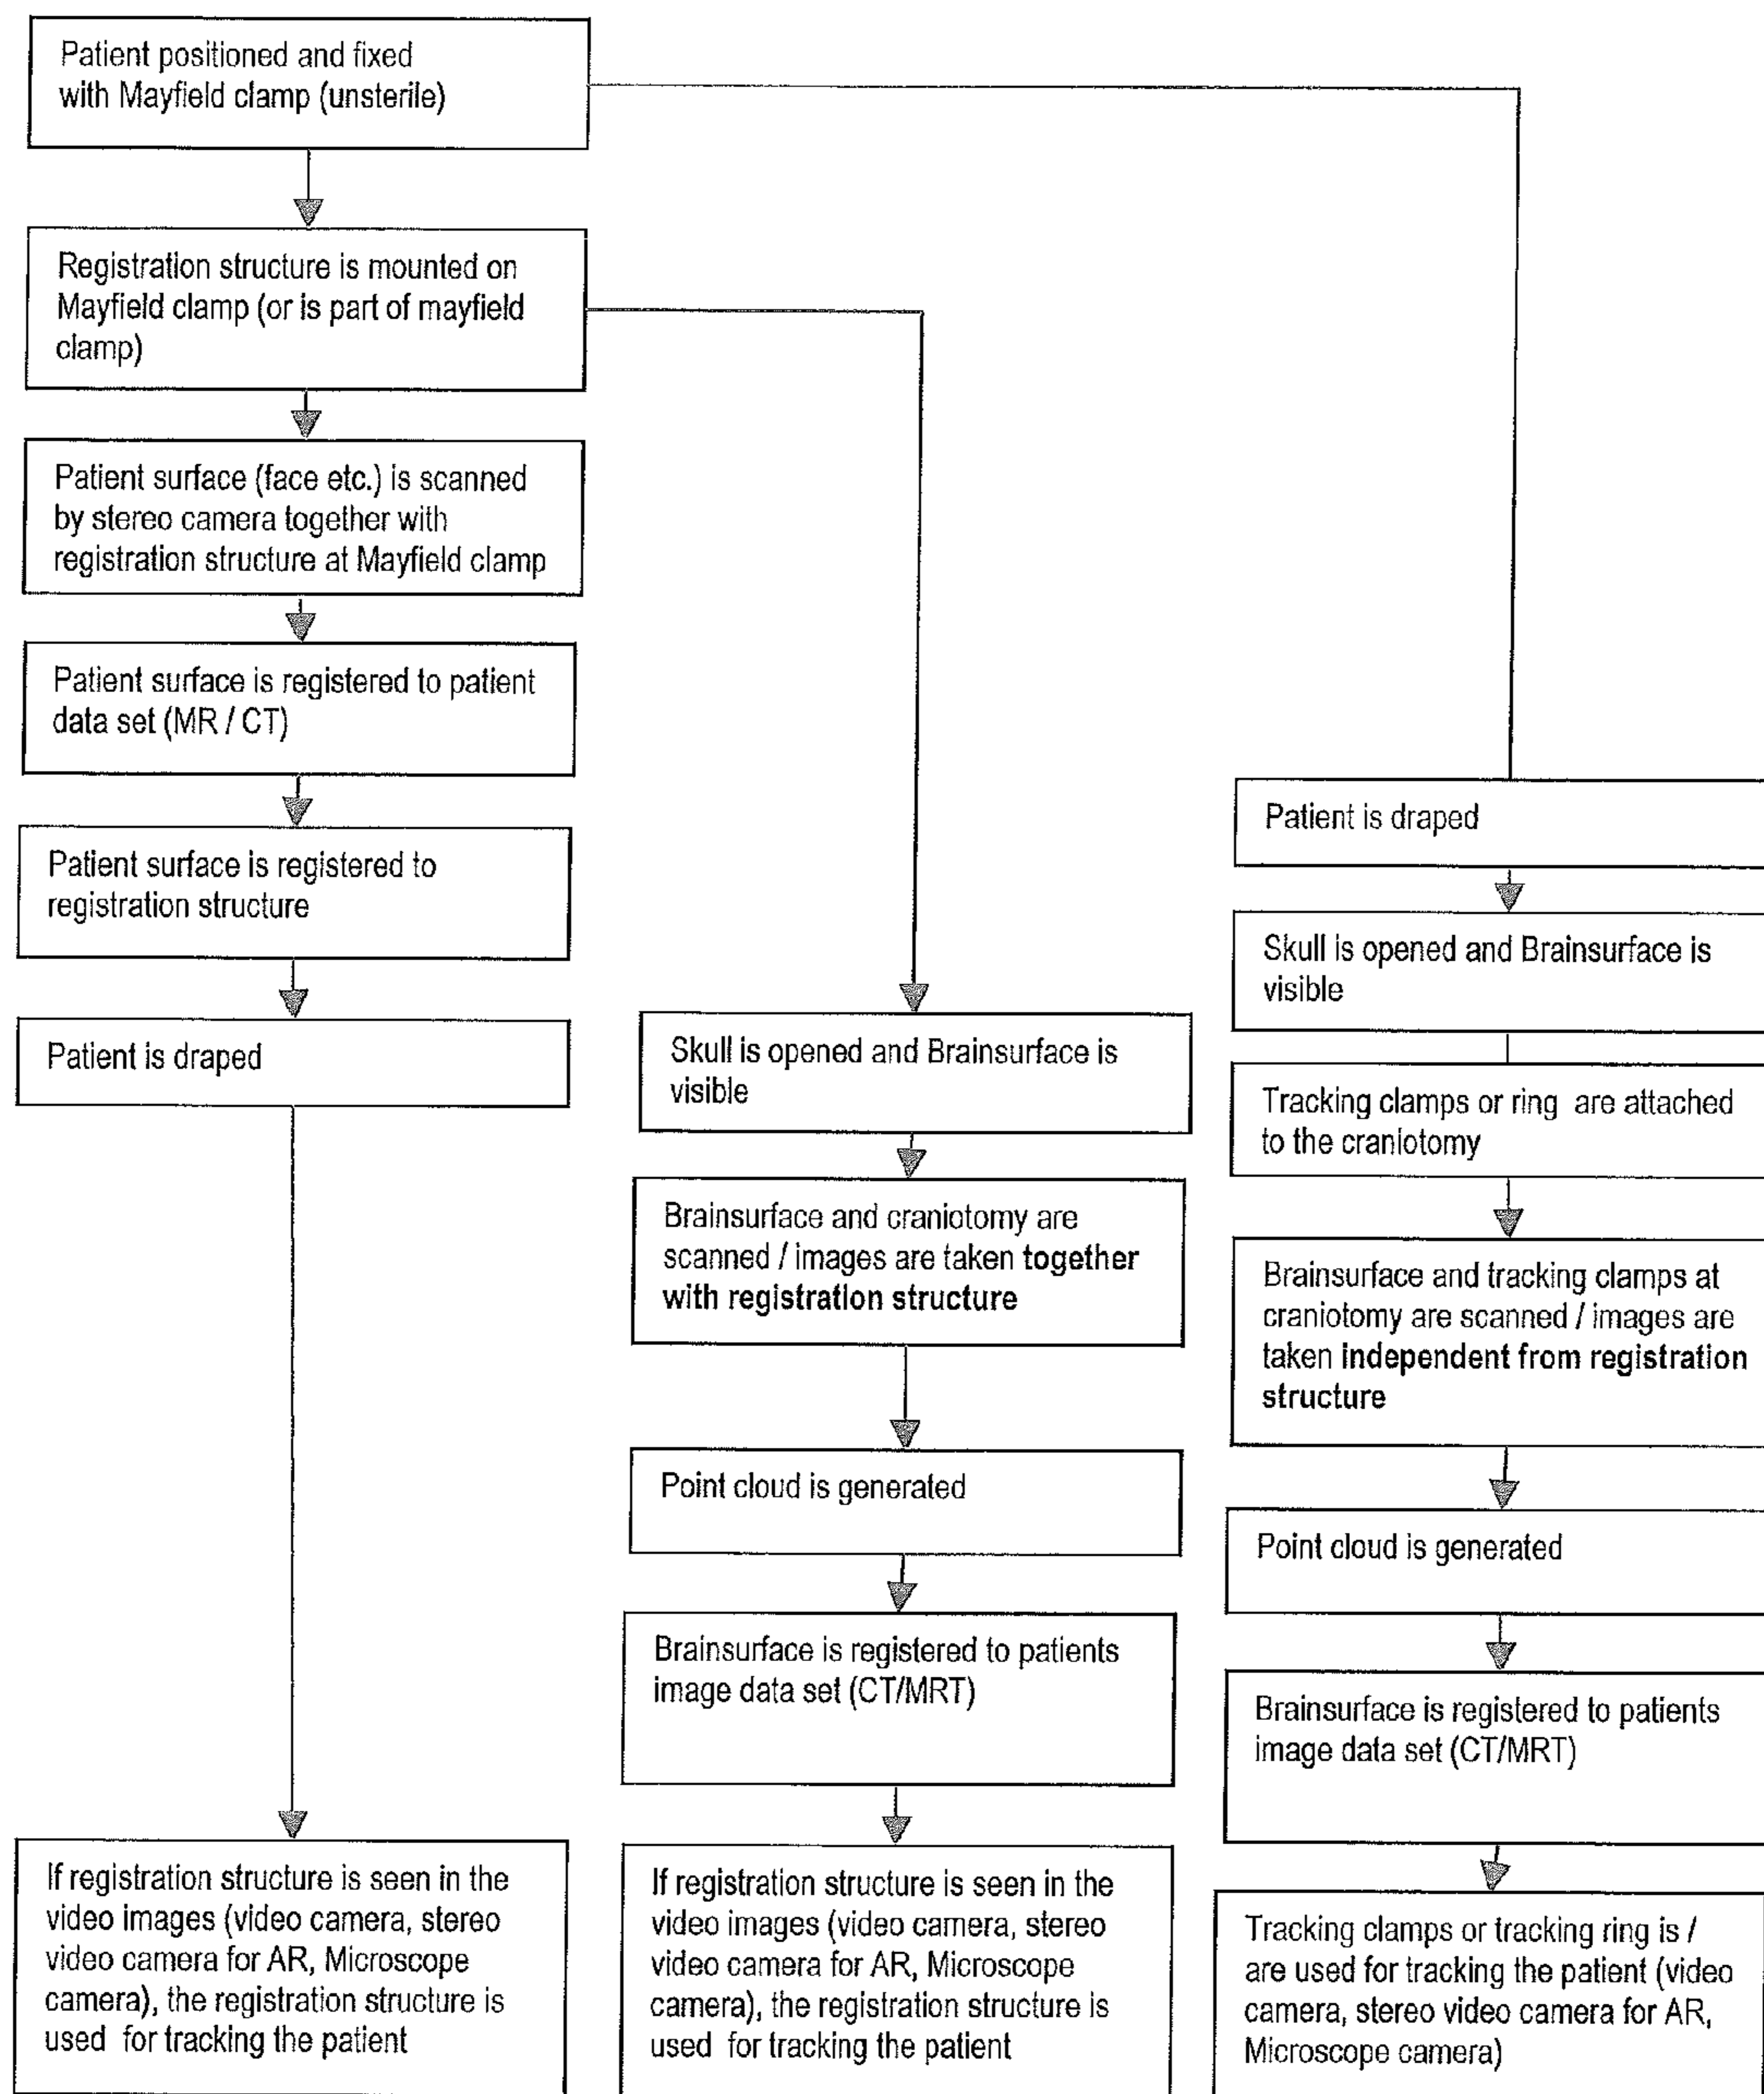 Patient positioned and fixed
with Mayfield clamp (unsterile)
Registration structure is mounted on
Mayfield clamp (or is part of mayfield
clamp)
Patient surface (face etc.) is scanned
by stereo camera together with
registration structure at Mayfield clamp
Patient surface is registered to patient
data set (MR / CT)
Patient surface is registered to
registration structure
Patient is draped
If registration structure is seen in the
video images (video camera, stereo
video camera for AR, Microscope
camera), the registration structure is
used for tracking the patient
Skull is opened and Brainsurface is
visible
Brainsurface and craniotomy are
scanned / images are taken together
with registration structure
Point cloud is generated
Brainsurface is registered to patients
image data set (CT/MRT)
If registration structure is seen in the
video images (video camera, stereo
video camera for AR, Microscope
camera), the registration structure is
used for tracking the patient
Patient is draped
Skull is opened and Brainsurface is
visible
Tracking clamps or ring are attached
to the craniotomy
Brainsurface and tracking clamps at
craniotomy are scanned / images are
taken independent from registration
structure
Point cloud is generated
Brainsurface is registered to patients
image data set (CT/MRT)
Tracking clamps or tracking ring is /
are used for tracking the patient (video
camera, stereo video camera for AR,
Microscope camera)